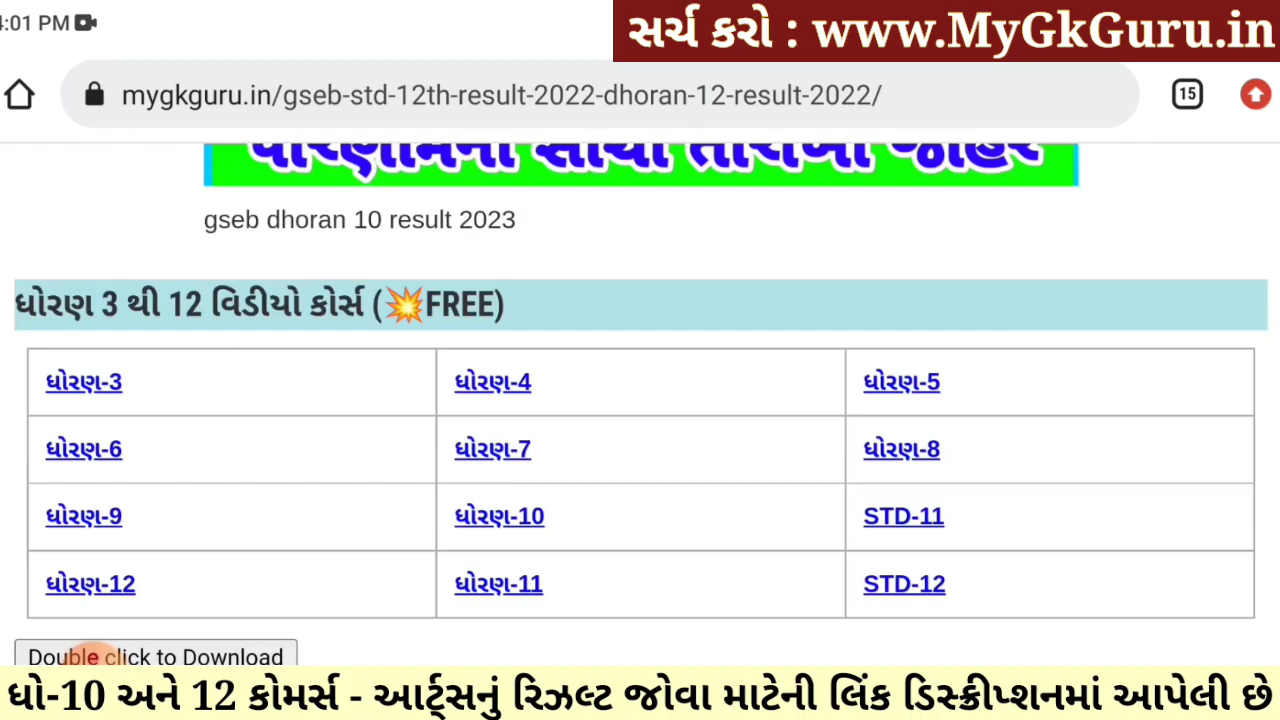 4:01 PM
સર્ચ કરો : www.MyGkGuru.in
mygkguru.in/gseb-std-12th-result-2022-dhoran-12-result-2022/
15
પરિણામની સાચી તારીખો જાહેર
gseb dhoran 10 result 2023
ધોરણ 3 થી 12 વિડીયો કોર્સ (💥FREE)
ધોરણ-3 ધોરણ-4 ધોરણ-5
ધોરણ-6 ધોરણ-7 ધોરણ-8
ધોરણ-9 ધોરણ-10 STD-11
ધોરણ-12 ધોરણ-11 STD-12
Double click to Download
ધો-10 અને 12 કોમર્સ - આર્ટ્સનું રિઝલ્ટ જોવા માટેની લિંક ડિસ્ક્રીપ્શનમાં આપેલી છે